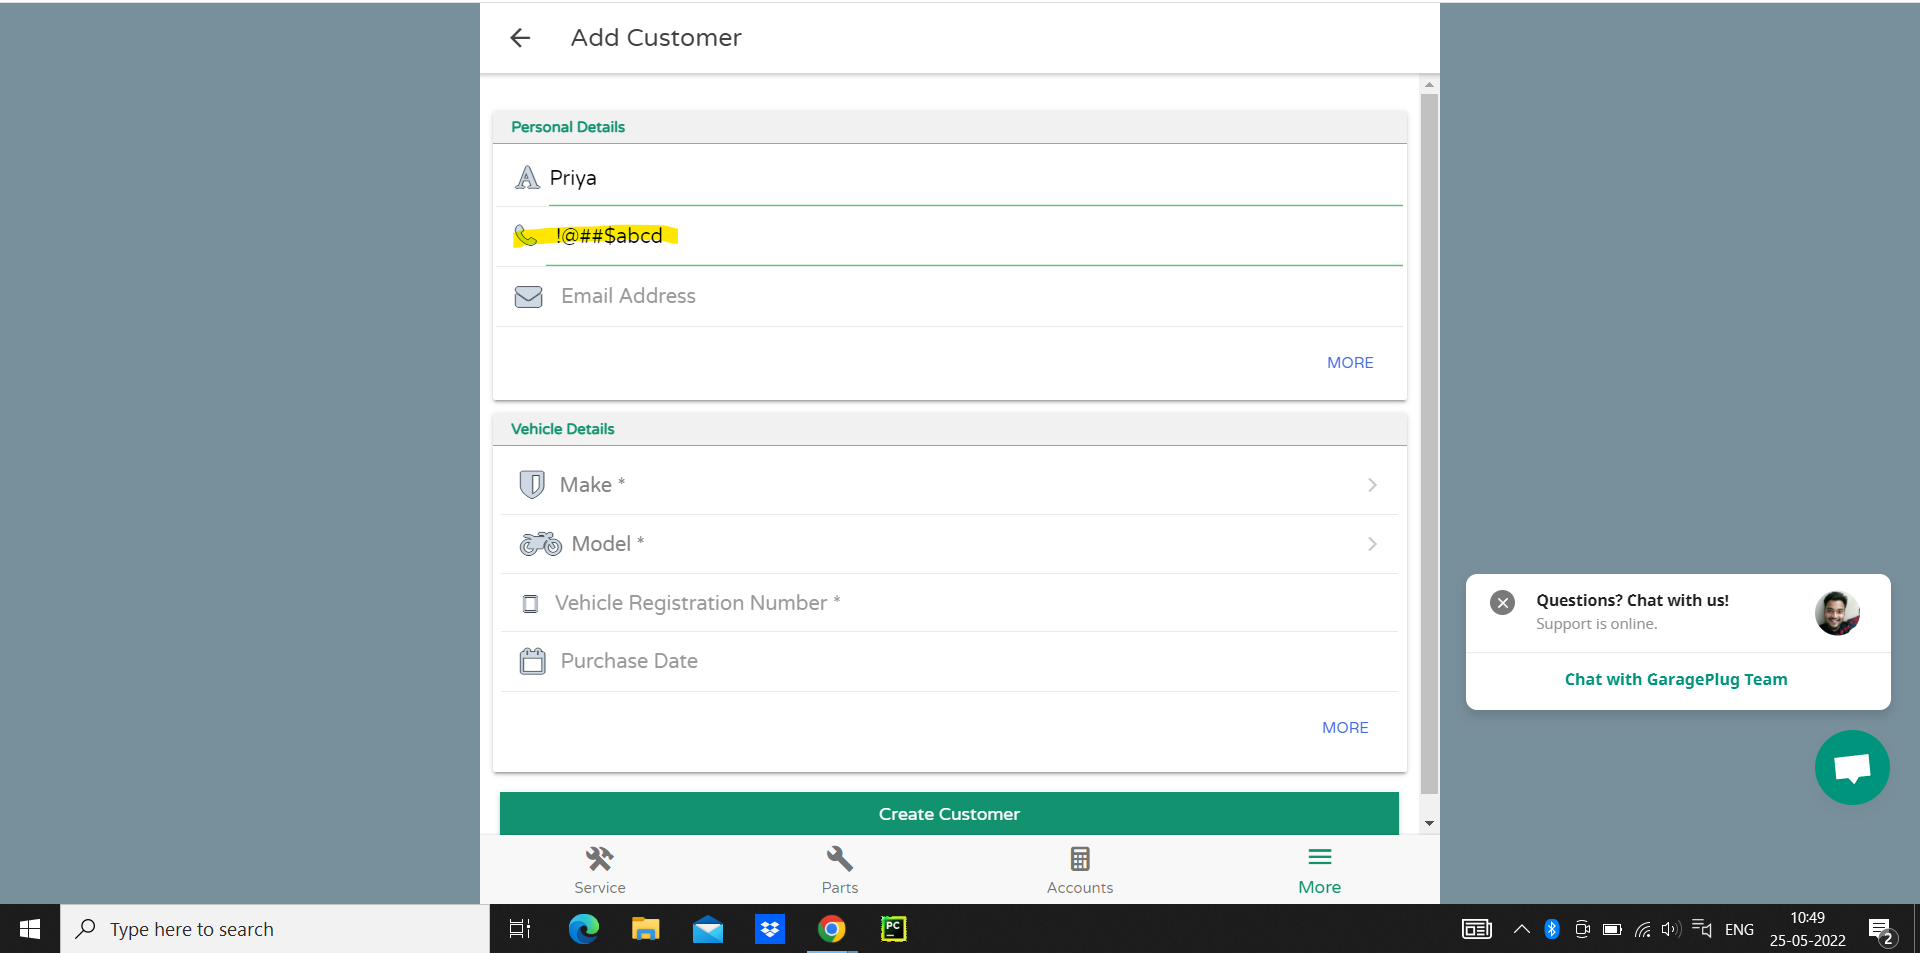 Add Customer
Personal Details
Priya
!@##$abcd
Email Address
MORE
Vehicle Details
Make *
Model *
Vehicle Registration Number *
Purchase Date
MORE
Create Customer
Service Parts Accounts More
Questions? Chat with us!
Support is online.
Chat with GaragePlug Team
Type here to search
PC
ENG
10:49
25-05-2022
2